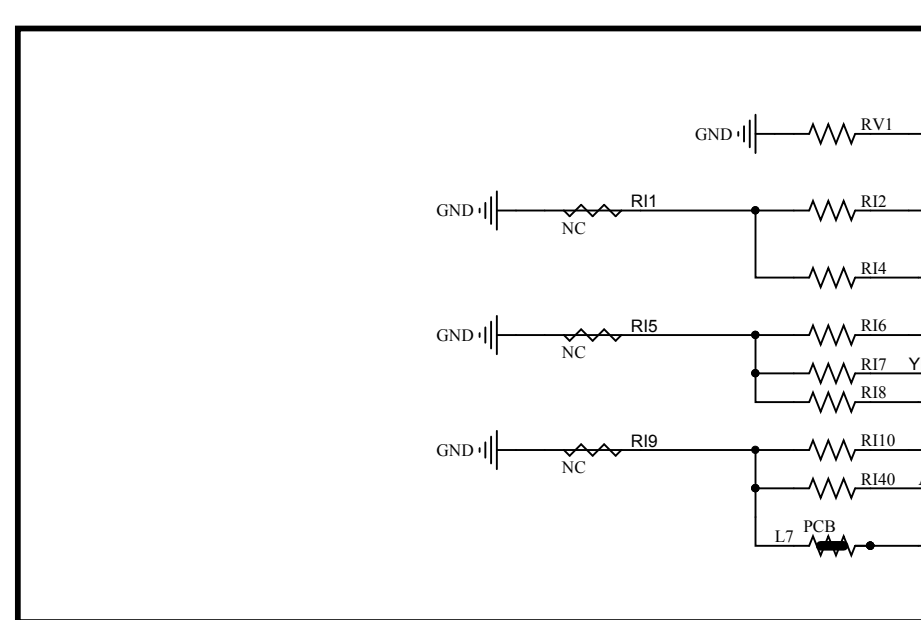 GND RV1
GND RI1 RI2
NC
RI4
GND RI5 RI6
NC
RI7 Y
RI8
GND RI9 RI10
NC
RI40
L7 PCB